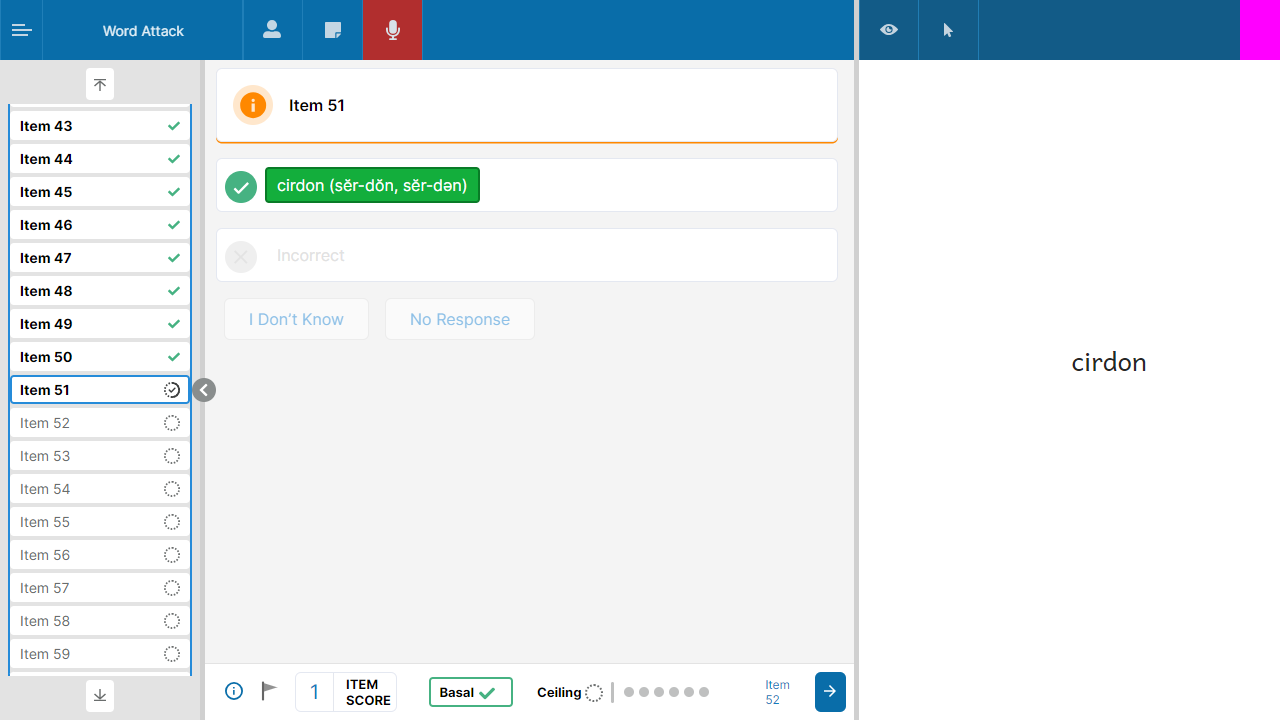 Word Attack
Item 43
Item 44
Item 45
Item 46
Item 47
Item 48
Item 49
Item 50
Item 51
Item 52
Item 53
Item 54
Item 55
Item 56
Item 57
Item 58
Item 59
Item 51
cirdon (sĕr-dŏn, sĕr-dən)
Incorrect
I Don't Know
No Response
1
ITEM
SCORE
Basal
Ceiling
Item
52
cirdon